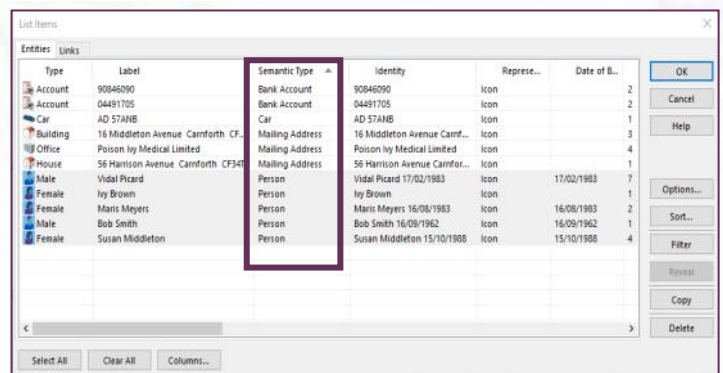 List Items
Entities Links
Type Label Semantic Type Identity Represe... Date of B...
Account 90846090 Bank Account 90846090 Icon 2
Account 04491705 Bank Account 04491705 Icon 2
Car AD 57ANB Car AD 57ANB Icon 1
Building 16 Middleton Avenue Carnforth CF... Mailing Address 16 Middleton Avenue Carnf... Icon 3
Office Poison Ivy Medical Limited Mailing Address Poison Ivy Medical Limited Icon 4
House 56 Harrison Avenue Carnforth CF34T Mailing Address 56 Harrison Avenue Carnfor... Icon 1
Male Vidal Picard Person Vidal Picard 17/02/1983 Icon 17/02/1983 7
Female Ivy Brown Person Ivy Brown Icon 1
Female Maris Meyers Person Maris Meyers 16/08/1983 Icon 16/08/1983 2
Male Bob Smith Person Bob Smith 16/09/1962 Icon 16/09/1962 1
Female Susan Middleton Person Susan Middleton 15/10/1988 Icon 15/10/1988 4
OK
Cancel
Help
Options...
Sort...
Filter
Reveal
Copy
Delete
Select All Clear All Columns...